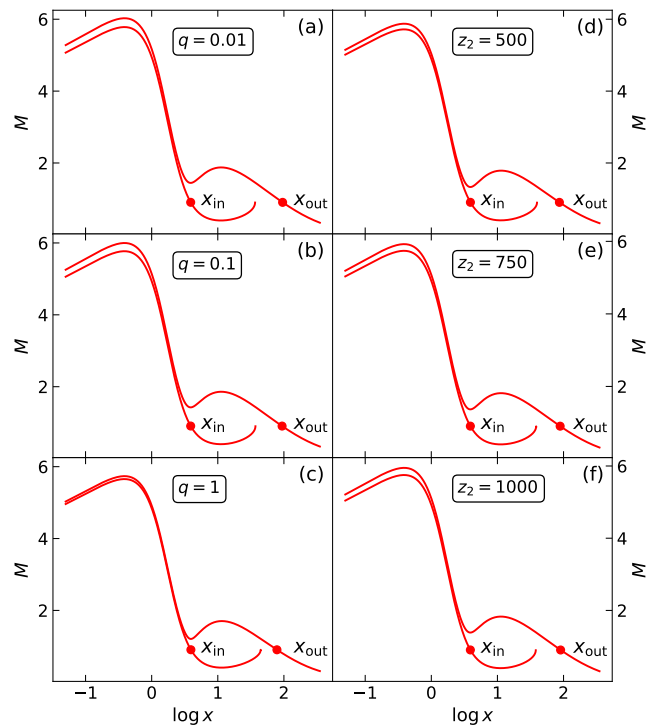 6
4
2
M
q = 0.01
(a)
x_in
x_out
z_2 = 500
(d)
x_in
x_out
6
4
2
M
6
4
2
M
q = 0.1
(b)
x_in
x_out
z_2 = 750
(e)
x_in
x_out
6
4
2
M
6
4
2
M
q = 1
(c)
x_in
x_out
z_2 = 1000
(f)
x_in
x_out
6
4
2
M
−1 0 1 2
log x
−1 0 1 2
log x